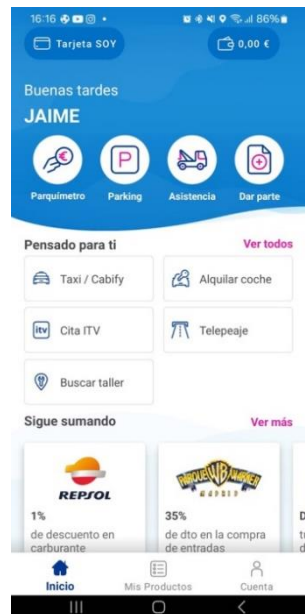 16:16
86%
Tarjeta SOY
0,00 €
Buenas tardes
JAIME
Parquímetro
Parking
Asistencia
Dar parte
Pensado para ti
Ver todos
Taxi / Cabify
Alquilar coche
itv
Cita ITV
Telepeaje
Buscar taller
Sigue sumando
Ver más
REPSOL
PARQUE WB WARNER
MADRID
1%
35%
de descuento en
carburante
de dto en la compra
de entradas
Inicio
Mis Productos
Cuenta